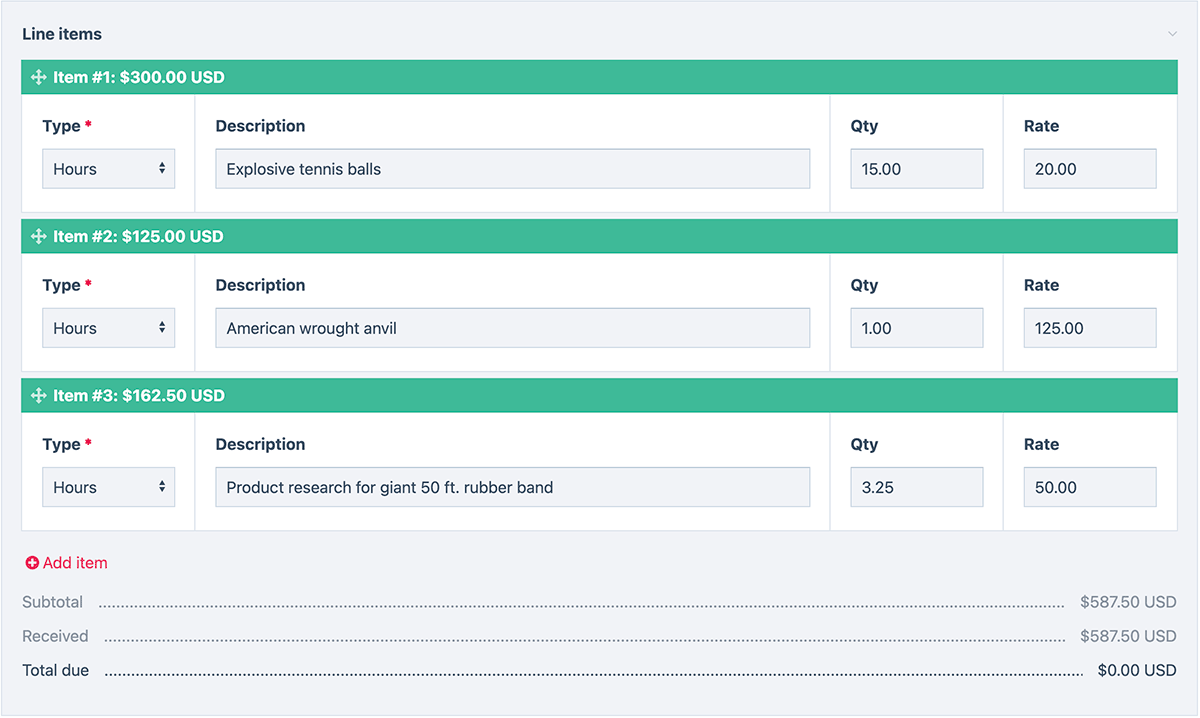 Line items
Item #1: $300.00 USD
Type * Description Qty Rate
Hours Explosive tennis balls 15.00 20.00
Item #2: $125.00 USD
Type * Description Qty Rate
Hours American wrought anvil 1.00 125.00
Item #3: $162.50 USD
Type * Description Qty Rate
Hours Product research for giant 50 ft. rubber band 3.25 50.00
Add item
Subtotal $587.50 USD
Received $587.50 USD
Total due $0.00 USD